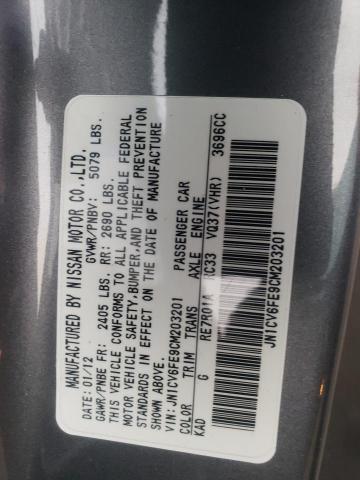 MANUFACTURED BY NISSAN MOTOR CO.,LTD.
GVWR/PNBV: 5079 LBS.
DATE: 01/12
GAWR/PNBE FR: 2405 LBS. RR: 2690 LBS.
THIS VEHICLE CONFORMS TO ALL APPLICABLE FEDERAL
MOTOR VEHICLE SAFETY,BUMPER,AND THEFT PREVENTION
STANDARDS IN EFFECT ON THE DATE OF MANUFACTURE
SHOWN ABOVE.
VIN: JN1CV6FE9CM203201 PASSENGER CAR
COLOR TRIM TRANS AXLE ENGINE
KAD G RE7R01A RC33 VQ37(VHR) 3696CC
JN1CV6FE9CM203201